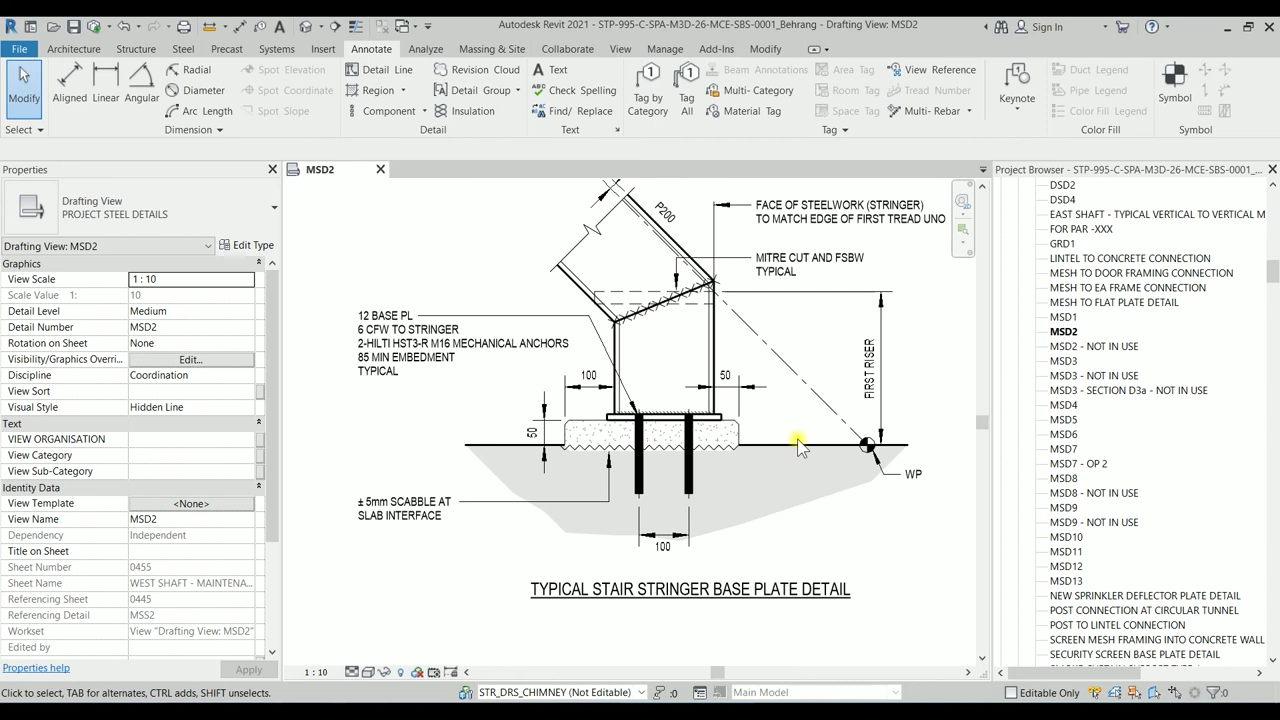 Autodesk Revit 2021 - STP-995-C-SPA-M3D-26-MCE-SBS-0001_Behrang - Drafting View: MSD2
Sign In
File Architecture Structure Steel Precast Systems Insert Annotate Analyze Massing & Site Collaborate View Manage Add-Ins Modify
Modify
Aligned
Linear
Angular
Radial
Diameter
Arc Length
Spot Elevation
Spot Coordinate
Spot Slope
Detail Line
Region
Component
Revision Cloud
Detail Group
Insulation
Text
Check Spelling
Find/ Replace
Tag by
Category
Tag
All
Beam Annotations
Multi- Category
Material Tag
Area Tag
Room Tag
Space Tag
View Reference
Tread Number
Multi- Rebar
Keynote
Duct Legend
Pipe Legend
Color Fill Legend
Symbol
Select
Dimension
Detail
Text
Tag
Color Fill
Symbol
Properties
Drafting View
PROJECT STEEL DETAILS
Drafting View: MSD2
Edit Type
Graphics
View Scale 1 : 10
Scale Value 1: 10
Detail Level Medium
Detail Number MSD2
Rotation on Sheet None
Visibility/Graphics Overri... Edit...
Discipline Coordination
View Sort
Visual Style Hidden Line
Text
VIEW ORGANISATION
View Category
View Sub-Category
Identity Data
View Template <None>
View Name MSD2
Dependency Independent
Title on Sheet
Sheet Number 0455
Sheet Name WEST SHAFT - MAINTENA...
Referencing Sheet 0445
Referencing Detail MSS2
Workset View "Drafting View: MSD2"
Edited by
Properties help
Apply
MSD2
P200
FACE OF STEELWORK (STRINGER)
TO MATCH EDGE OF FIRST TREAD UNO
MITRE CUT AND FSBW
TYPICAL
12 BASE PL
6 CFW TO STRINGER
2-HILTI HST3-R M16 MECHANICAL ANCHORS
85 MIN EMBEDMENT
TYPICAL
100
50
FIRST RISER
50
WP
± 5mm SCABBLE AT
SLAB INTERFACE
100
TYPICAL STAIR STRINGER BASE PLATE DETAIL
1 : 10
Project Browser - STP-995-C-SPA-M3D-26-MCE-SBS-0001_...
DSD2
DSD4
EAST SHAFT - TYPICAL VERTICAL TO VERTICAL M
FOR PAR -XXX
GRD1
LINTEL TO CONCRETE CONNECTION
MESH TO DOOR FRAMING CONNECTION
MESH TO EA FRAME CONNECTION
MESH TO FLAT PLATE DETAIL
MSD1
MSD2
MSD2 - NOT IN USE
MSD3
MSD3 - NOT IN USE
MSD3 - SECTION D3a - NOT IN USE
MSD4
MSD5
MSD6
MSD7
MSD7 - OP 2
MSD8
MSD8 - NOT IN USE
MSD9
MSD9 - NOT IN USE
MSD10
MSD11
MSD12
MSD13
NEW SPRINKLER DEFLECTOR PLATE DETAIL
POST CONNECTION AT CIRCULAR TUNNEL
POST TO LINTEL CONNECTION
SCREEN MESH FRAMING INTO CONCRETE WALL
SECURITY SCREEN ELEVATION
Click to select, TAB for alternates, CTRL adds, SHIFT unselects.
STR_DRS_CHIMNEY (Not Editable)
:0
Main Model
Editable Only
:0